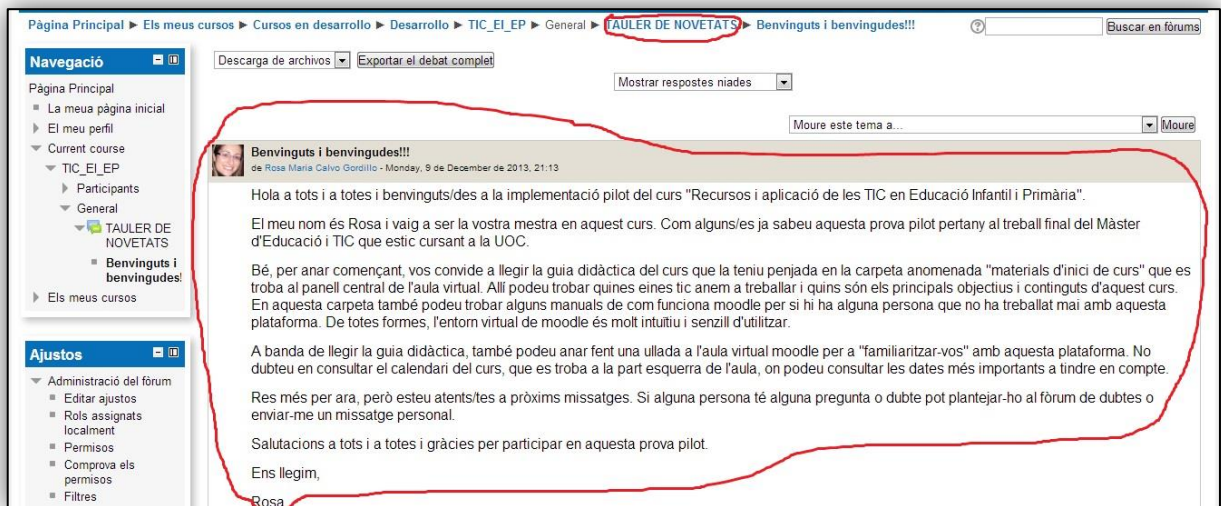 Pàgina Principal ► Els meus cursos ► Cursos en desarrollo ► Desarrollo ► TIC_EI_EP ► General ► TAULER DE NOVETATS ► Benvinguts i benvingudes!!!
Buscar en fòrums
Navegació
Pàgina Principal
La meua pàgina inicial
El meu perfil
Current course
TIC_EI_EP
Participants
General
TAULER DE
NOVETATS
Benvinguts i
benvingudes!
Els meus cursos
Ajustos
Administració del fòrum
Editar ajustos
Rols assignats
localment
Permisos
Comprova els
permisos
Filtres
Descarga de archivos
Exportar el debat complet
Mostrar respostes niades
Moure este tema a...
Moure
Benvinguts i benvingudes!!!
de Rosa Maria Calvo Gordillo - Monday, 9 de December de 2013, 21:13
Hola a tots i a totes i benvinguts/des a la implementació pilot del curs "Recursos i aplicació de les TIC en Educació Infantil i Primària".
El meu nom és Rosa i vaig a ser la vostra mestra en aquest curs. Com alguns/es ja sabeu aquesta prova pilot pertany al treball final del Màster
d'Educació i TIC que estic cursant a la UOC.
Bé, per anar començant, vos convide a llegir la guia didàctica del curs que la teniu penjada en la carpeta anomenada "materials d'inici de curs" que es
troba al panell central de l'aula virtual. Allí podeu trobar quines eines tic anem a treballar i quins són els principals objectius i continguts d'aquest curs.
En aquesta carpeta també podeu trobar alguns manuals de com funciona moodle per si hi ha alguna persona que no ha treballat mai amb aquesta
plataforma. De totes formes, l'entorn virtual de moodle és molt intuïtiu i senzill d'utilitzar.
A banda de llegir la guia didàctica, també podeu anar fent una ullada a l'aula virtual moodle per a "familiaritzar-vos" amb aquesta plataforma. No
dubteu en consultar el calendari del curs, que es troba a la part esquerra de l'aula, on podeu consultar les dates més importants a tindre en compte.
Res més per ara, però esteu atents/tes a pròxims missatges. Si alguna persona té alguna pregunta o dubte pot plantejar-ho al fòrum de dubtes o
enviar-me un missatge personal.
Salutacions a tots i a totes i gràcies per participar en aquesta prova pilot.
Ens llegim,
Rosa